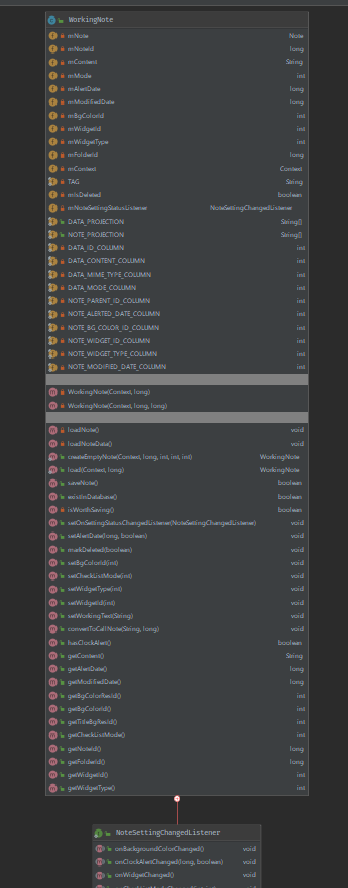 WorkingNote
mNote Note
mNoteId long
mContent String
mMode int
mAlertDate long
mModifiedDate long
mBgColorId int
mWidgetId int
mWidgetType int
mFolderId long
mContext Context
TAG String
mIsDeleted boolean
mNoteSettingStatusListener NoteSettingChangedListener
DATA_PROJECTION String[]
NOTE_PROJECTION String[]
DATA_ID_COLUMN int
DATA_CONTENT_COLUMN int
DATA_MIME_TYPE_COLUMN int
DATA_MODE_COLUMN int
NOTE_PARENT_ID_COLUMN int
NOTE_ALERTED_DATE_COLUMN int
NOTE_BG_COLOR_ID_COLUMN int
NOTE_WIDGET_ID_COLUMN int
NOTE_WIDGET_TYPE_COLUMN int
NOTE_MODIFIED_DATE_COLUMN int
WorkingNote(Context, long)
WorkingNote(Context, long, long)
loadNote() void
loadNoteData() void
createEmptyNote(Context, long, int, int, int) WorkingNote
load(Context, long) WorkingNote
saveNote() boolean
existInDatabase() boolean
isWorthSaving() boolean
setOnSettingStatusChangedListener(NoteSettingChangedListener) void
setAlertDate(long, boolean) void
markDeleted(boolean) void
setBgColorId(int) void
setCheckListMode(int) void
setWidgetType(int) void
setWidgetId(int) void
setWorkingText(String) void
convertToCallNote(String, long) void
hasClockAlert() boolean
getContent() String
getAlertDate() long
getModifiedDate() long
getBgColorResId() int
getBgColorId() int
getTitleBgResId() int
getCheckListMode() int
getNoteId() long
getFolderId() long
getWidgetId() int
getWidgetType() int
NoteSettingChangedListener
onBackgroundColorChanged() void
onClockAlertChanged(long, boolean) void
onWidgetChanged() void